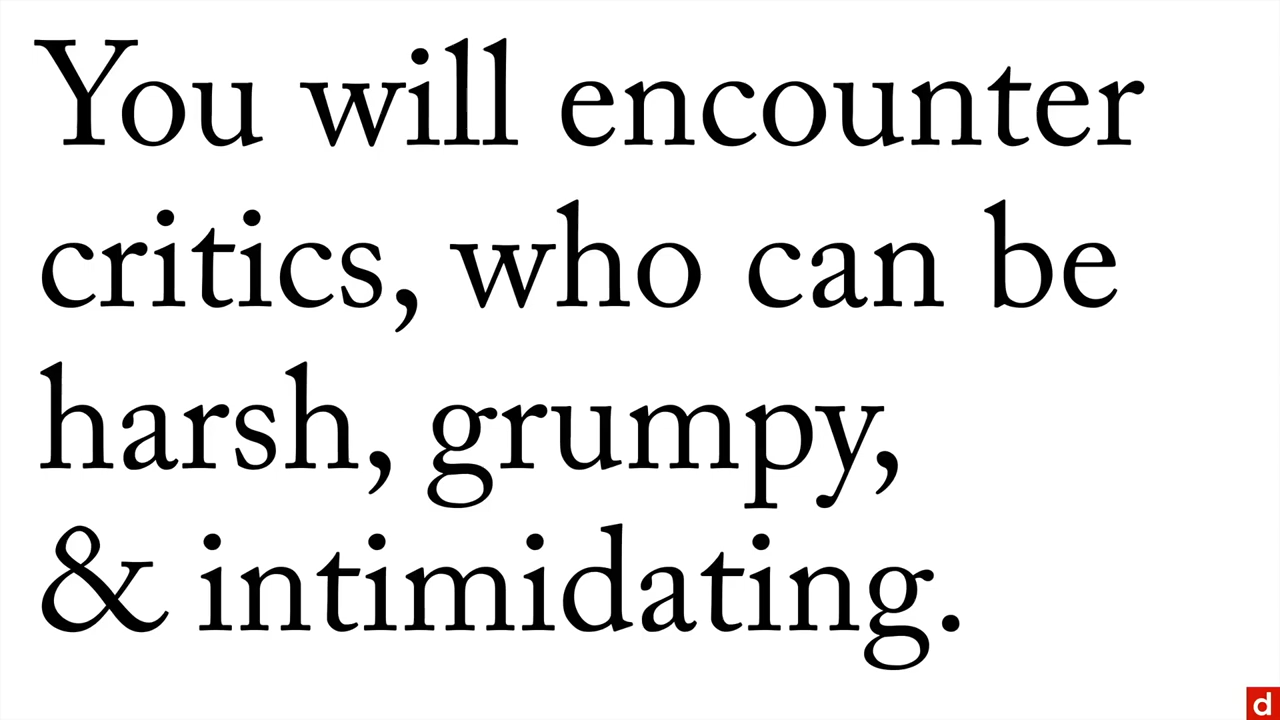 You will encounter
critics, who can be
harsh, grumpy,
& intimidating.
d